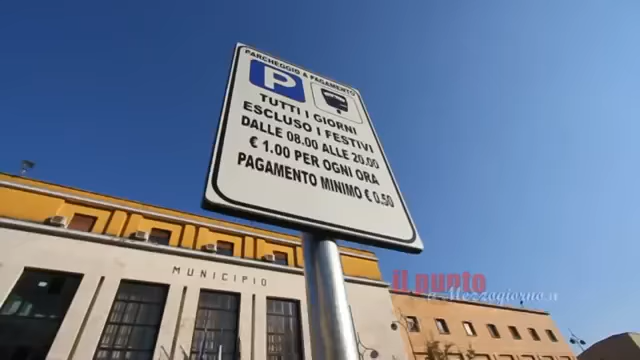 PARCHEGGIO A PAGAMENTO
P
TUTTI I GIORNI
ESCLUSO I FESTIVI
DALLE 08.00 ALLE 20.00
€ 1.00 PER OGNI ORA
PAGAMENTO MINIMO € 0.50
MUNICIPIO
il punto
a Mezzogiorno.it